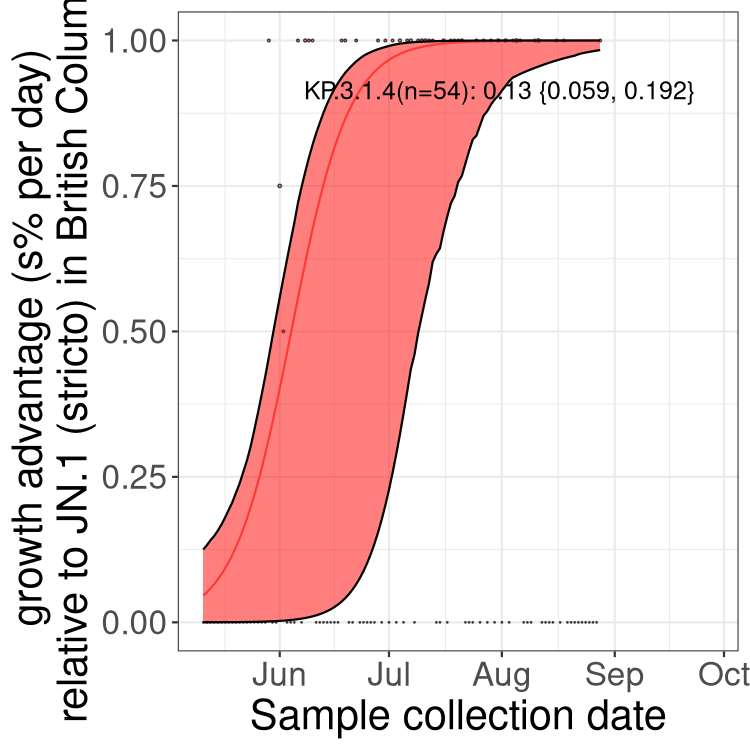 growth advantage (s% per day)
relative to JN.1 (stricto) in British Colum
1.00
0.75
0.50
0.25
0.00
KP.3.1.4(n=54): 0.13 {0.059, 0.192}
Jun Jul Aug Sep Oct
Sample collection date